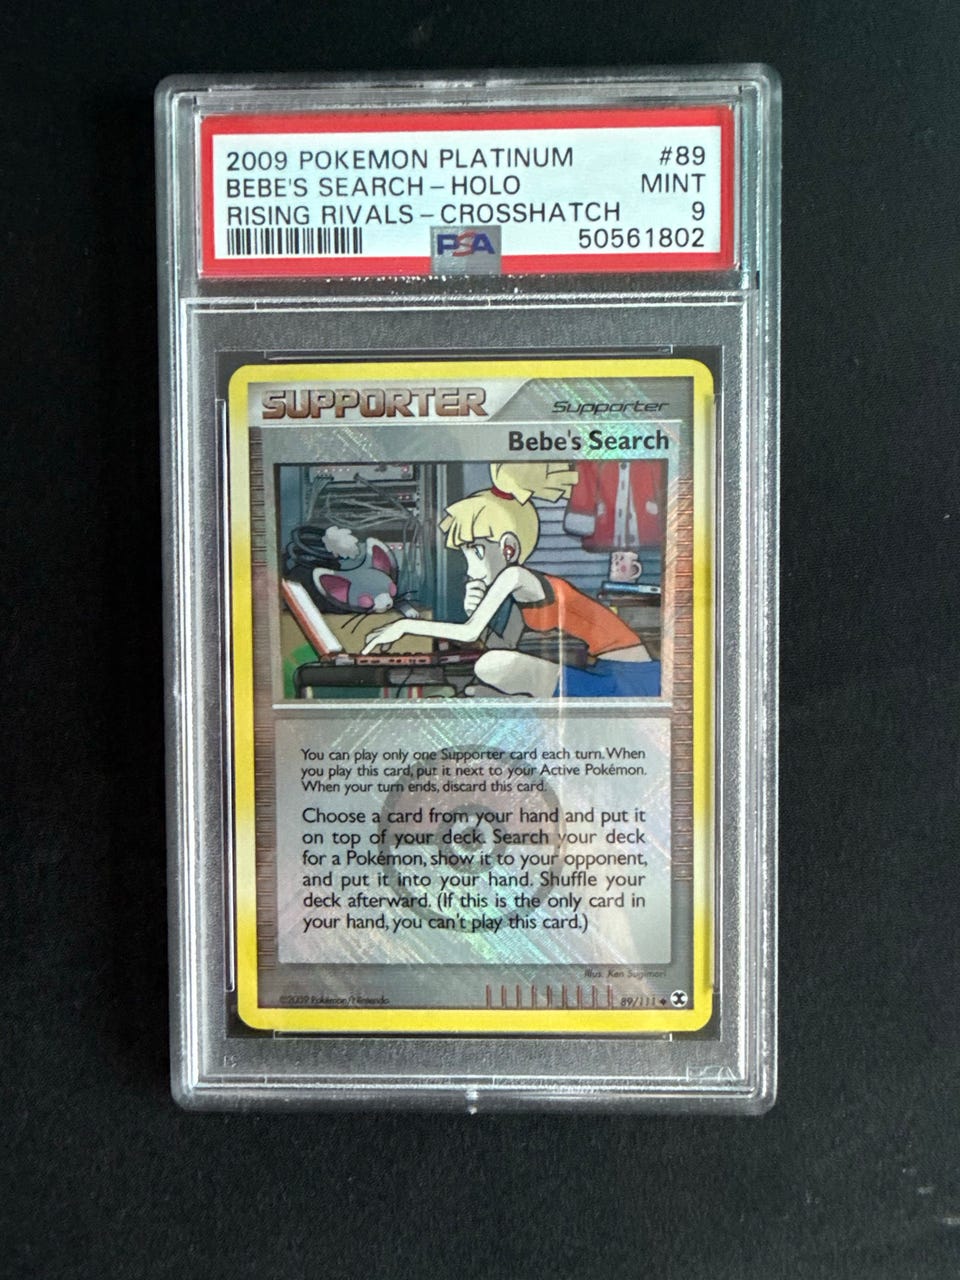 2009 POKEMON PLATINUM #89
BEBE'S SEARCH - HOLO MINT
RISING RIVALS - CROSSHATCH 9
PSA 50561802
SUPPORTER Supporter
Bebe's Search
You can play only one Supporter card each turn. When
you play this card, put it next to your Active Pokémon.
When your turn ends, discard this card.
Choose a card from your hand and put it
on top of your deck. Search your deck
for a Pokémon, show it to your opponent,
and put it into your hand. Shuffle your
deck afterward. (If this is the only card in
your hand, you can't play this card.)
Illus. Ken Sugimori
©2009 Pokémon/Nintendo 89/111
PSA